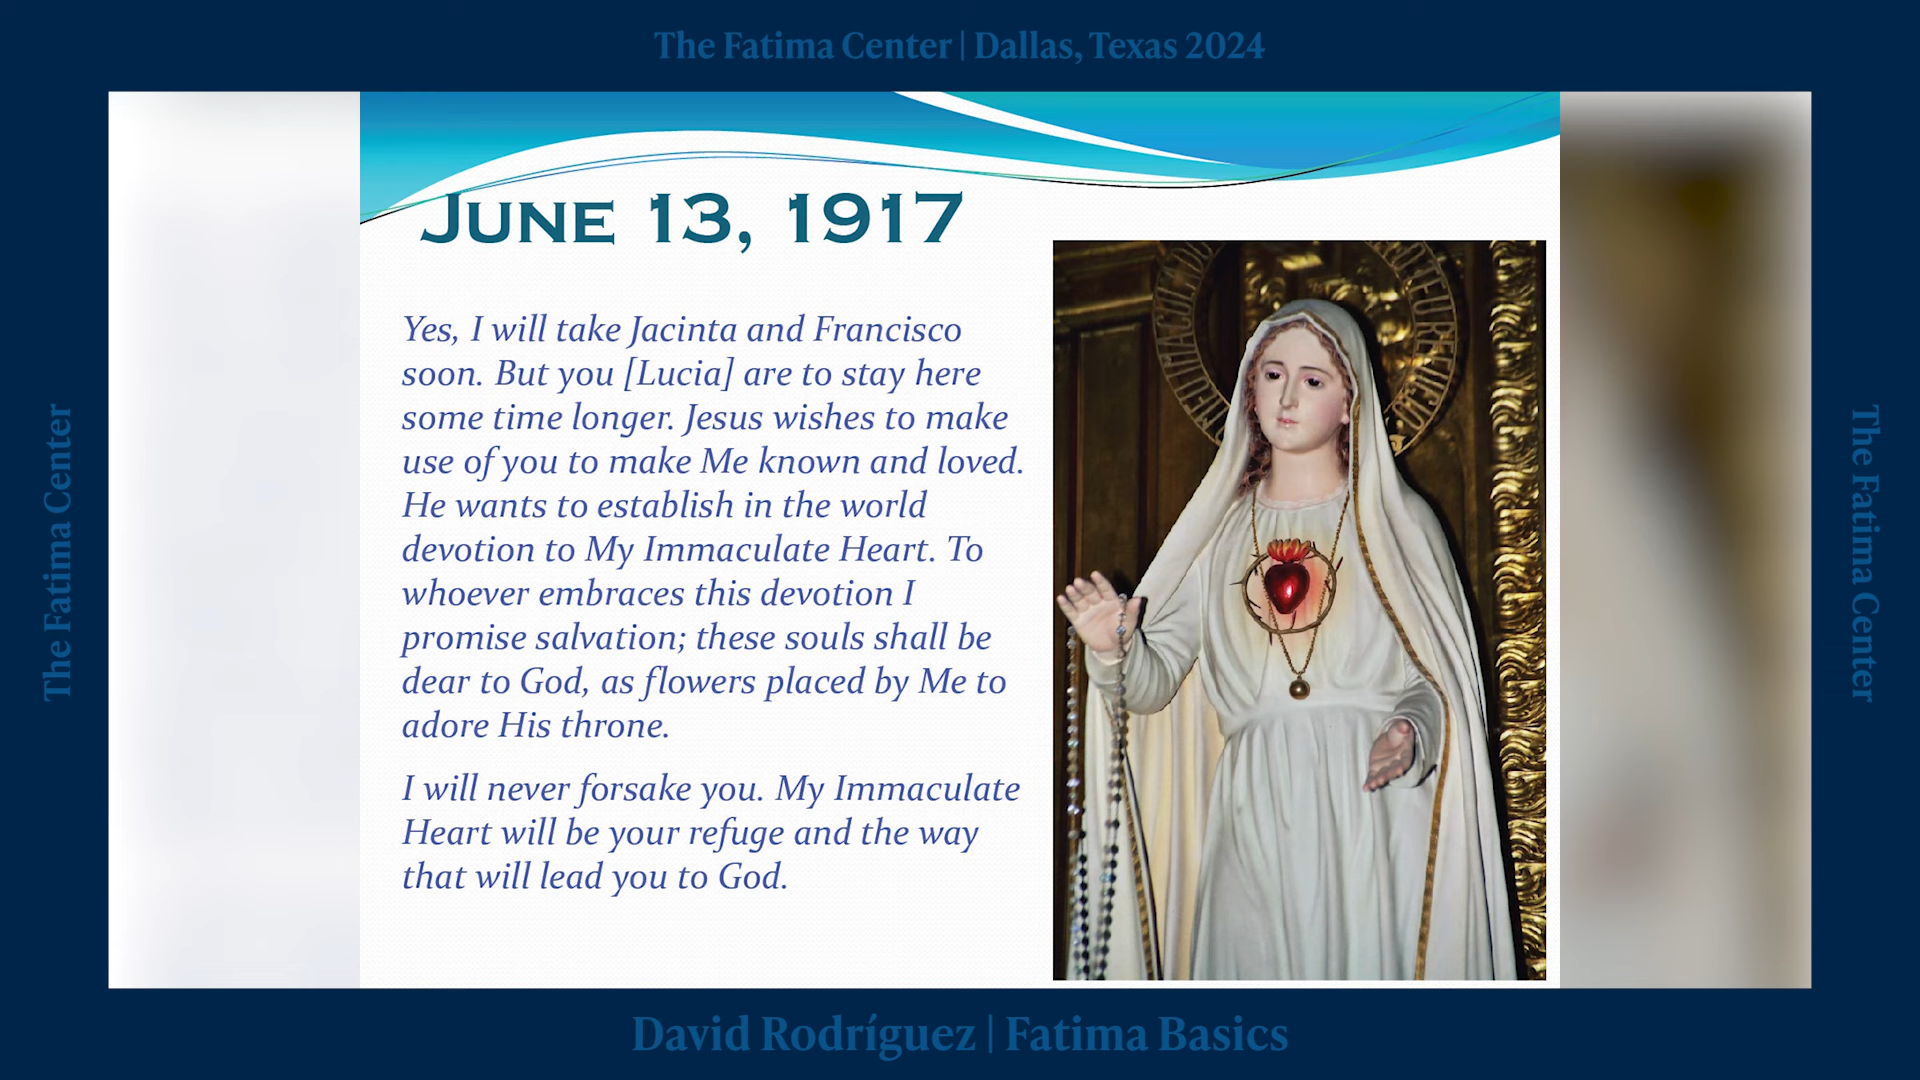 The Fatima Center | Dallas, Texas 2024
The Fatima Center
JUNE 13, 1917
Yes, I will take Jacinta and Francisco
soon. But you [Lucia] are to stay here
some time longer. Jesus wishes to make
use of you to make Me known and loved.
He wants to establish in the world
devotion to My Immaculate Heart. To
whoever embraces this devotion I
promise salvation; these souls shall be
dear to God, as flowers placed by Me to
adore His throne.
I will never forsake you. My Immaculate
Heart will be your refuge and the way
that will lead you to God.
The Fatima Center
David Rodríguez | Fatima Basics